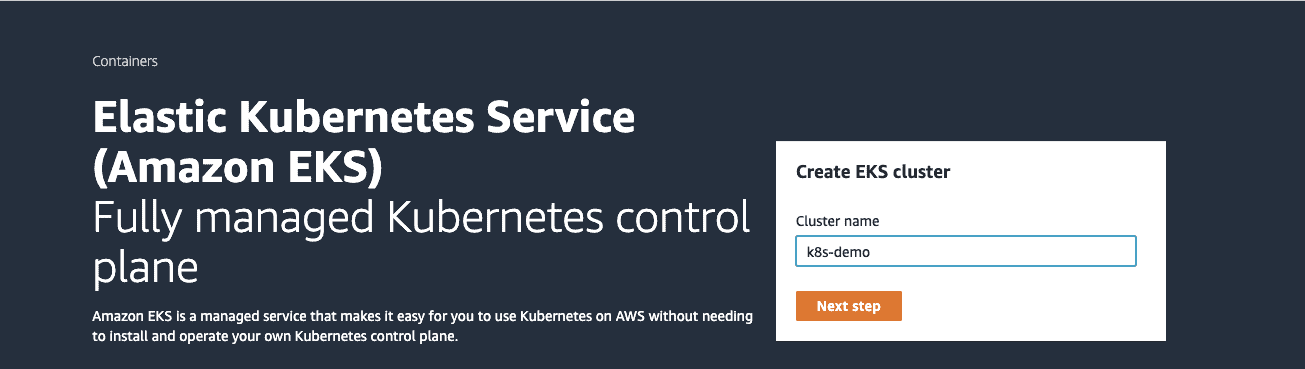 Containers
Elastic Kubernetes Service
(Amazon EKS)
Fully managed Kubernetes control
plane
Amazon EKS is a managed service that makes it easy for you to use Kubernetes on AWS without needing
to install and operate your own Kubernetes control plane.
Create EKS cluster
Cluster name
k8s-demo
Next step